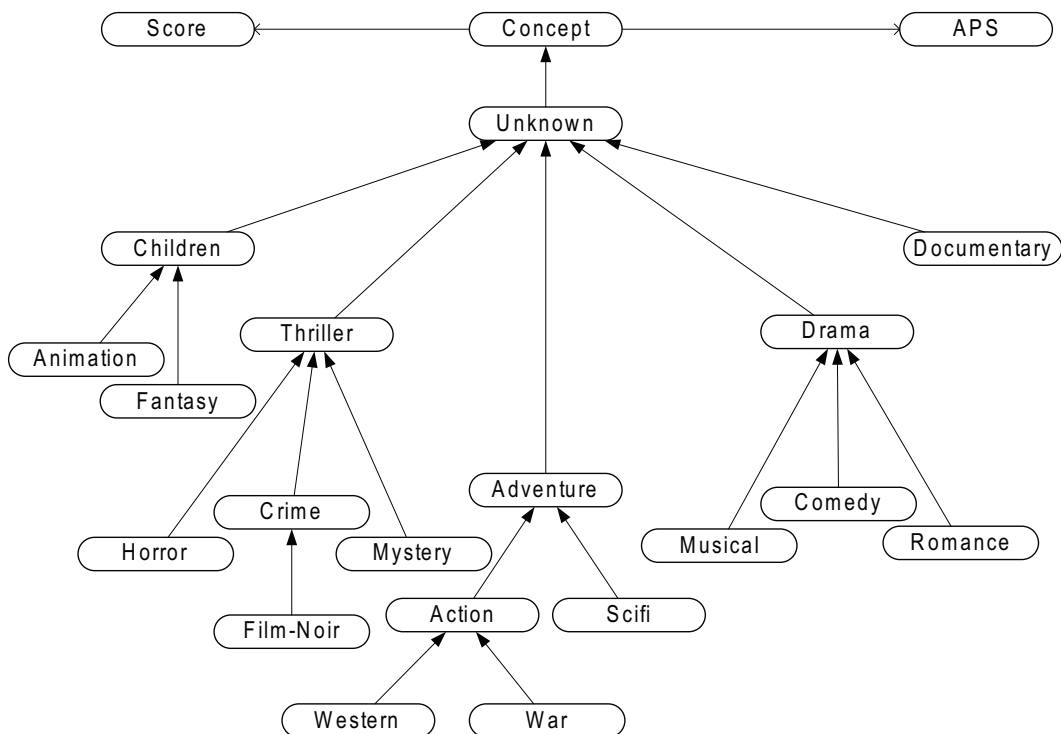 Score
Concept
APS
Unknown
Children
Documentary
Thriller
Drama
Animation
Fantasy
Adventure
Crime
Comedy
Horror
Mystery
Musical
Romance
Action
Scifi
Film-Noir
Western
War